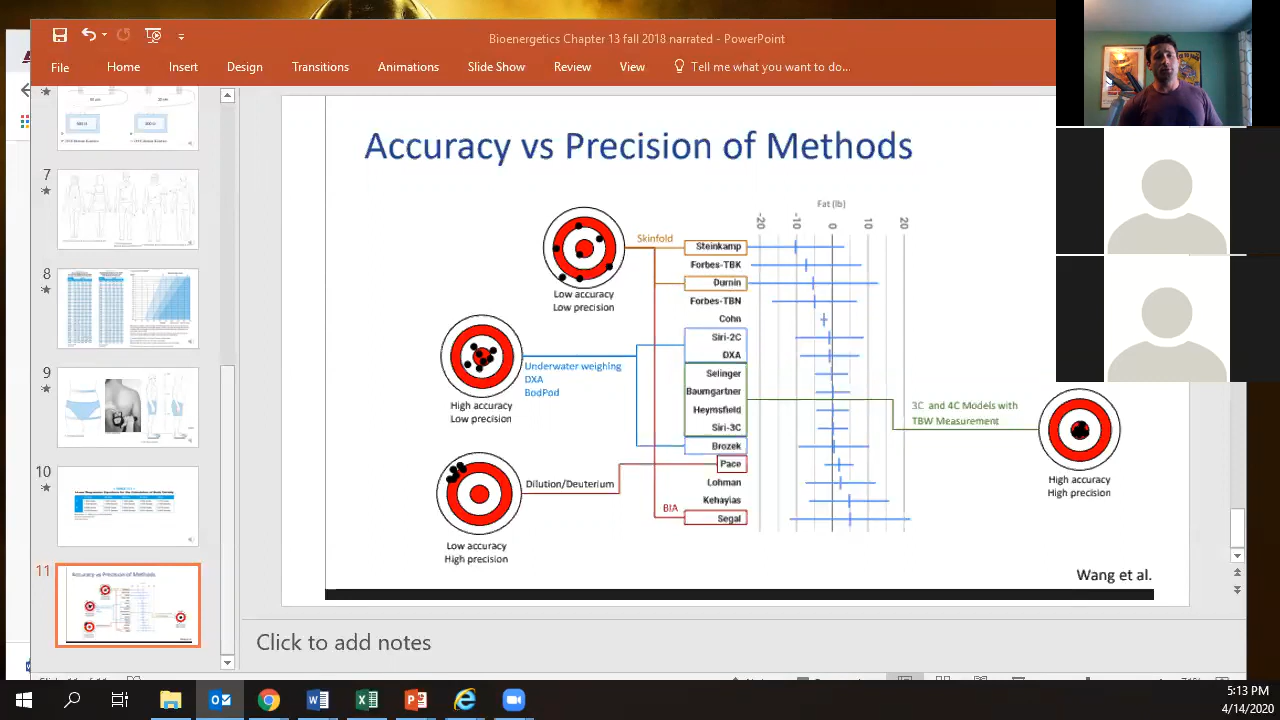 Bioenergetics Chapter 13 fall 2018 narrated - PowerPoint
File
Home
Insert
Design
Transitions
Animations
Slide Show
Review
View
Tell me what you want to do...
7
8
9
10
11
Accuracy vs Precision of Methods
Accuracy vs Precision of Methods
Fat (lb)
-20
-10
0
10
20
Skinfold
Steinkamp
Forbes-TBK
Durnin
Forbes-TBN
Cohn
Siri-2C
DXA
Selinger
Baumgartner
Heymsfield
Siri-3C
Brozek
Pace
Lohman
Kehayias
Segal
Low accuracy
Low precision
Underwater weighing
DXA
BodPod
High accuracy
Low precision
Dilution/Deuterium
BIA
Low accuracy
High precision
3C and 4C Models with
TBW Measurement
High accuracy
High precision
Wang et al.
Click to add notes
5:13 PM
4/14/2020